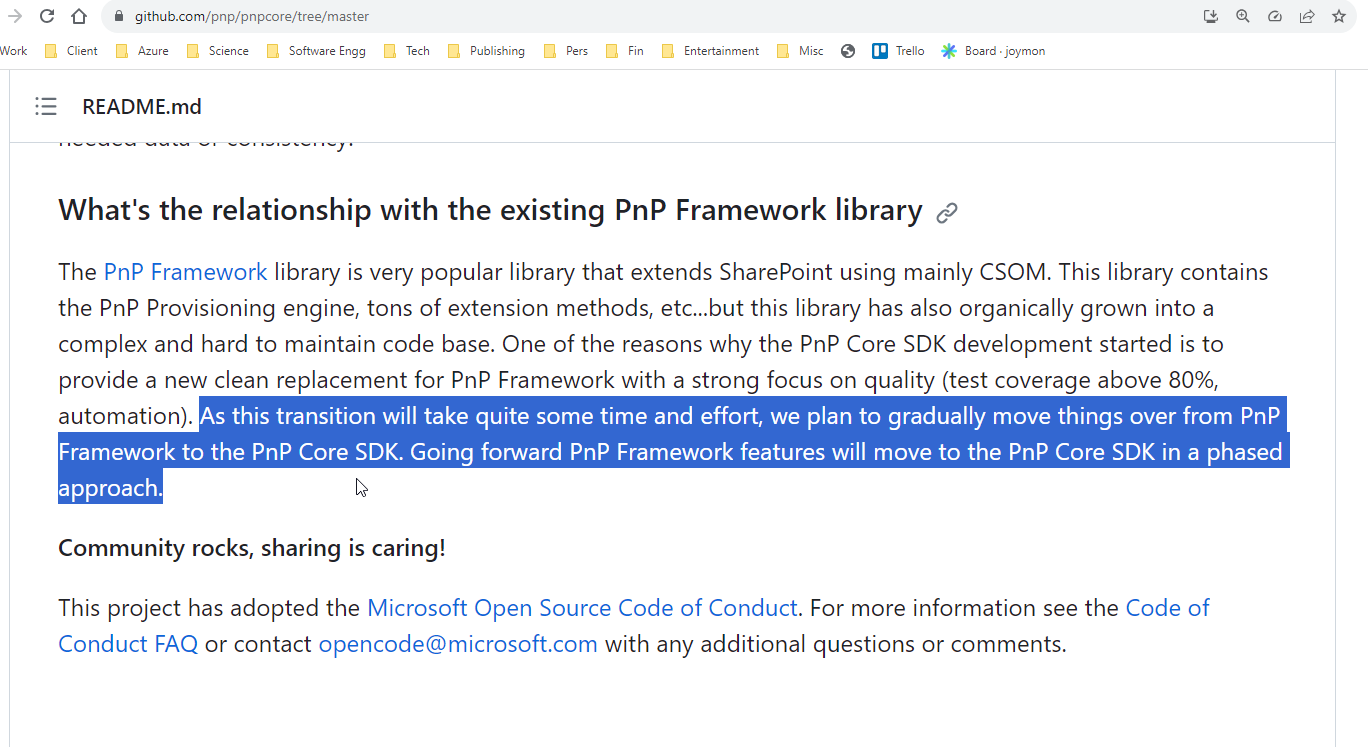 github.com/pnp/pnpcore/tree/master
Work Client Azure Science Software Engg Tech Publishing Pers Fin Entertainment Misc Trello Board · joymon
README.md
needed data or consistency.
What's the relationship with the existing PnP Framework library
The PnP Framework library is very popular library that extends SharePoint using mainly CSOM. This library contains
the PnP Provisioning engine, tons of extension methods, etc...but this library has also organically grown into a
complex and hard to maintain code base. One of the reasons why the PnP Core SDK development started is to
provide a new clean replacement for PnP Framework with a strong focus on quality (test coverage above 80%,
automation). As this transition will take quite some time and effort, we plan to gradually move things over from PnP
Framework to the PnP Core SDK. Going forward PnP Framework features will move to the PnP Core SDK in a phased
approach.
Community rocks, sharing is caring!
This project has adopted the Microsoft Open Source Code of Conduct. For more information see the Code of
Conduct FAQ or contact opencode@microsoft.com with any additional questions or comments.